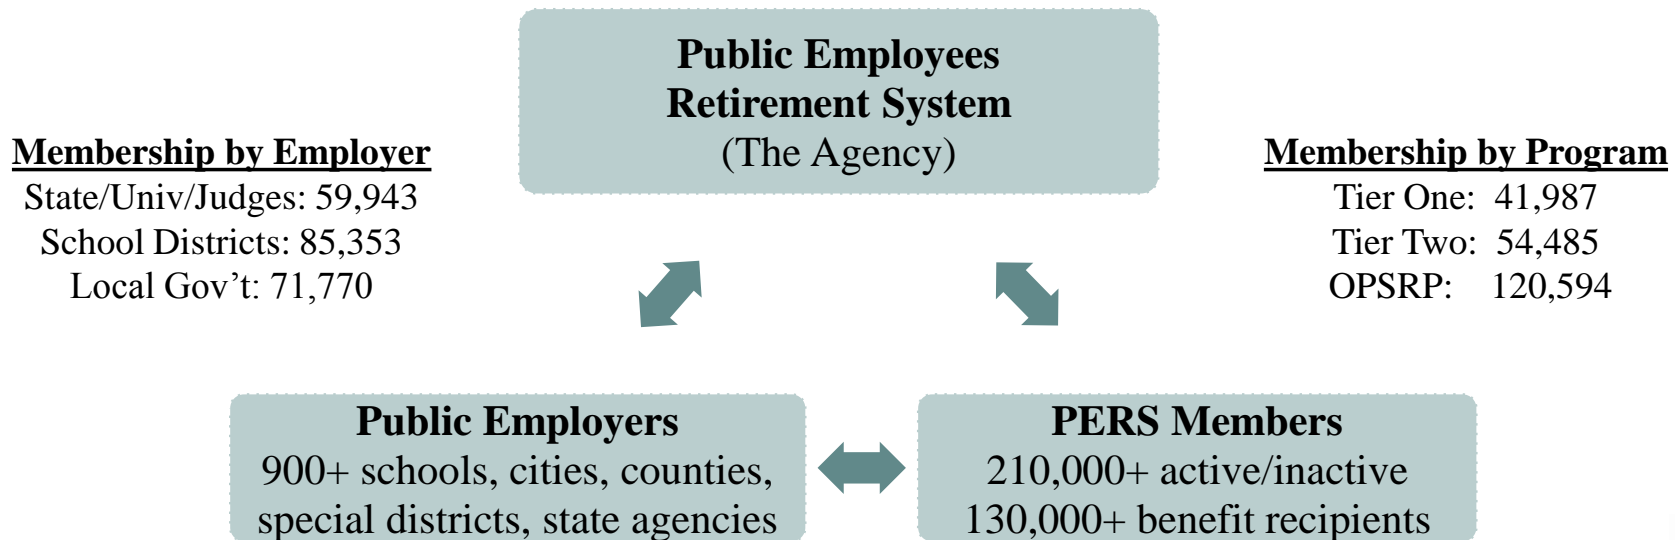 Public Employees
Retirement System
(The Agency)
Membership by Employer
State/Univ/Judges: 59,943
School Districts: 85,353
Local Gov’t: 71,770
Membership by Program
Tier One: 41,987
Tier Two: 54,485
OPSRP: 120,594
Public Employers
900+ schools, cities, counties,
special districts, state agencies
PERS Members
210,000+ active/inactive
130,000+ benefit recipients